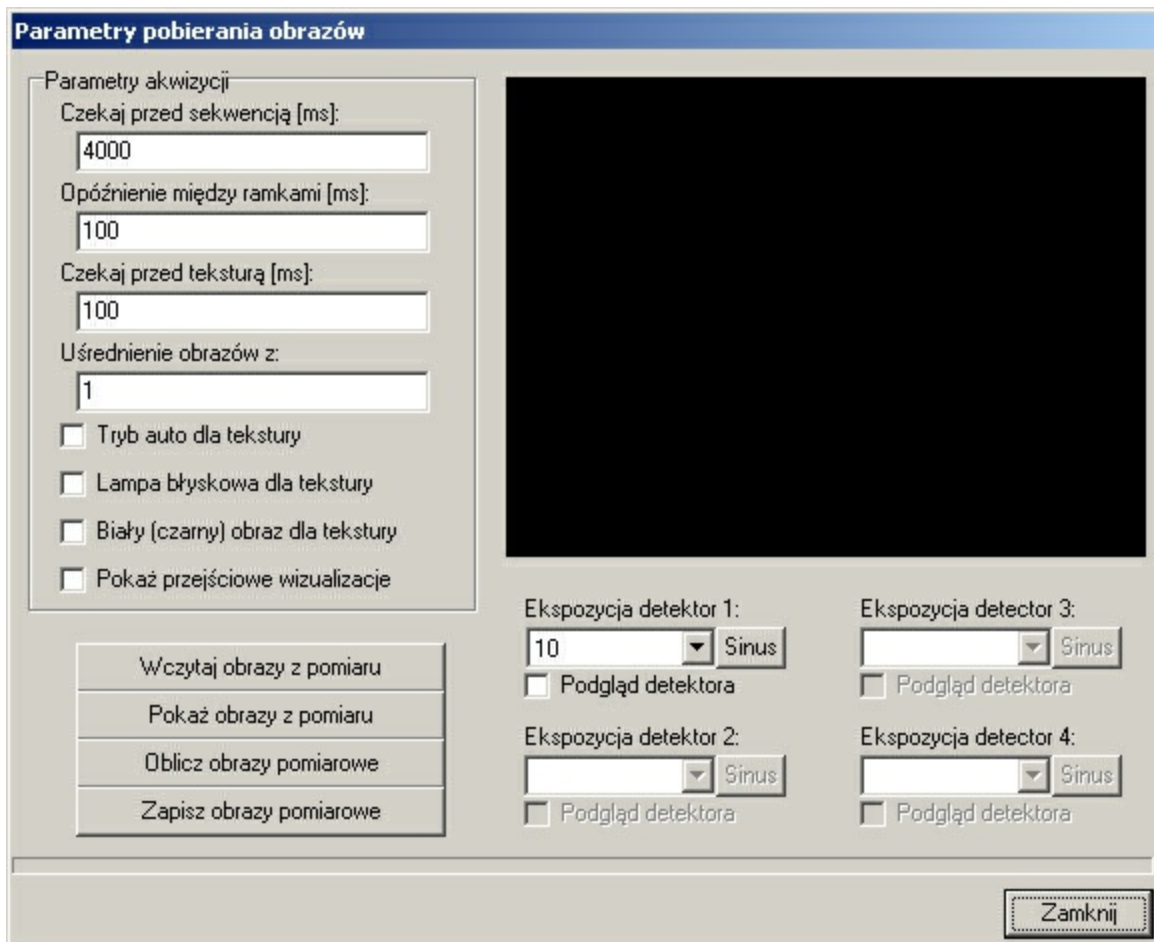 Parametry pobierania obrazów
Parametry akwizycji
Czekaj przed sekwencją [ms]:
4000
Opóźnienie między ramkami [ms]:
100
Czekaj przed teksturą [ms]:
100
Uśrednienie obrazów z:
1
Tryb auto dla tekstury
Lampa błyskowa dla tekstury
Biały (czarny) obraz dla tekstury
Pokaż przejściowe wizualizacje
Wczytaj obrazy z pomiaru
Pokaż obrazy z pomiaru
Oblicz obrazy pomiarowe
Zapisz obrazy pomiarowe
Ekspozycja detektor 1:
10 Sinus
Podgląd detektora
Ekspozycja detektor 2:
Sinus
Podgląd detektora
Ekspozycja detector 3:
Sinus
Podgląd detektora
Ekspozycja detector 4:
Sinus
Podgląd detektora
Zamknij